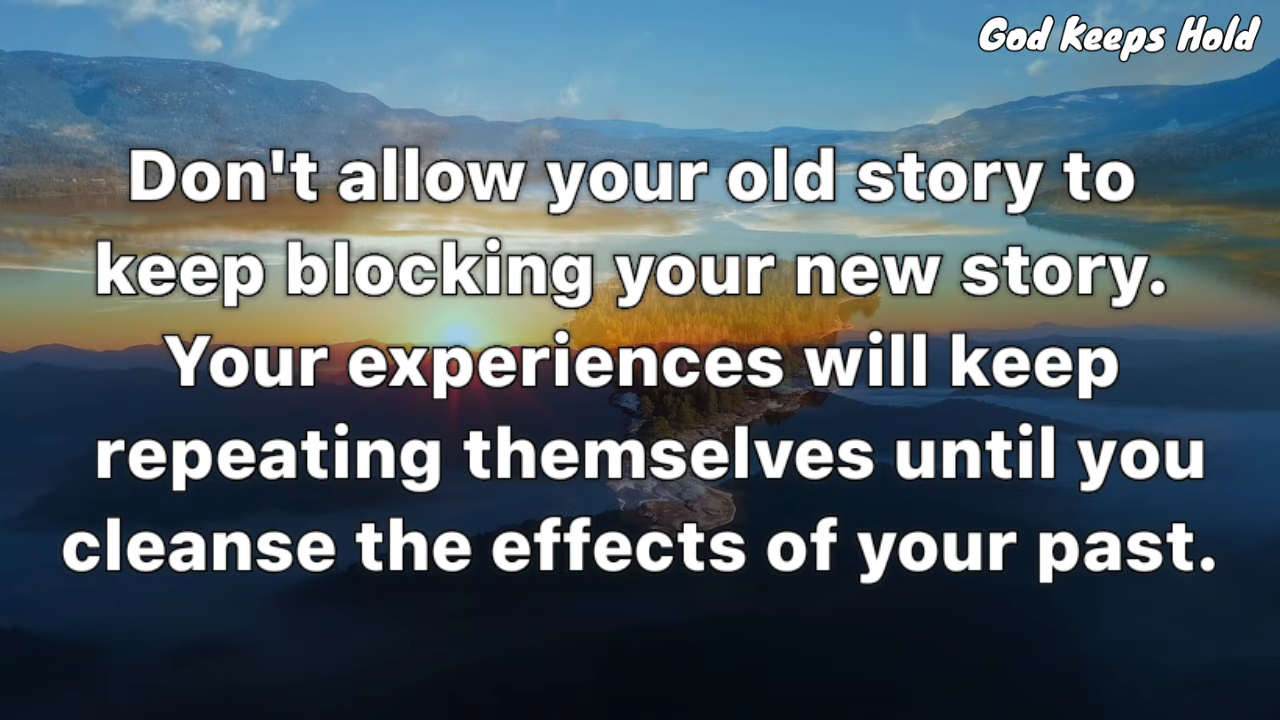 God Keeps Hold
Don't allow your old story to
keep blocking your new story.
Your experiences will keep
repeating themselves until you
cleanse the effects of your past.